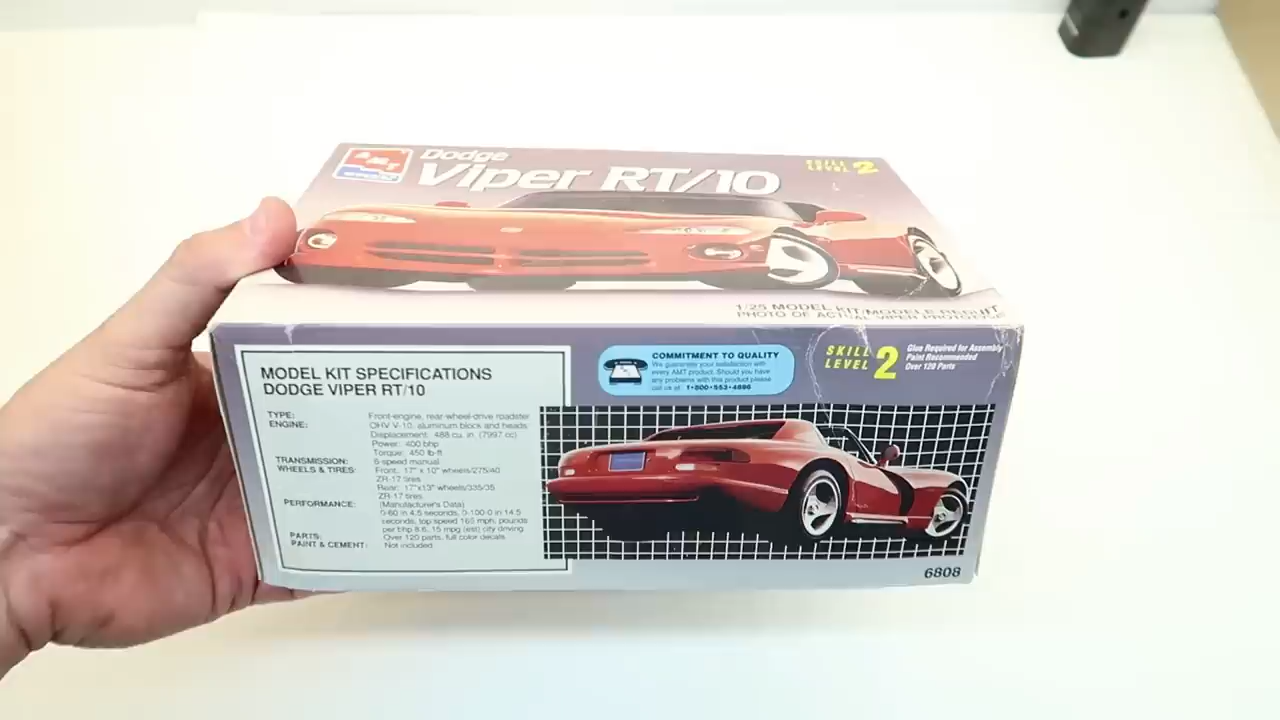 AMT
ERTL
Dodge
Viper RT/10
SKILL
LEVEL 2
1/25 MODEL KIT/MODELE REDUIT
PHOTO OF ACTUAL VIPER PROTOTYPE
MODEL KIT SPECIFICATIONS
DODGE VIPER RT/10
TYPE: Front-engine, rear-wheel-drive roadster
ENGINE: OHV V-10, aluminum block and heads
Displacement: 488 cu. in. (7997 cc)
Power: 400 bhp
Torque: 450 lb-ft
TRANSMISSION: 6-speed manual
WHEELS & TIRES: Front, 17" x 10" wheels/275/40
ZR-17 tires
Rear: 17"x13" wheels/335/35
ZR-17 tires
PERFORMANCE: (Manufacturer's Data)
0-60 in 4.5 seconds, 0-100-0 in 14.5
seconds, top speed 165 mph, pounds
per bhp 8.6, 15 mpg (est) city driving
PARTS: Over 120 parts, full color decals
PAINT & CEMENT: Not included
COMMITMENT TO QUALITY
We guarantee your satisfaction with
every AMT product. Should you have
any problems with this product please
call us at 1•800•553•4886
SKILL
LEVEL 2
Glue Required for Assembly
Paint Recommended
Over 120 Parts
6808